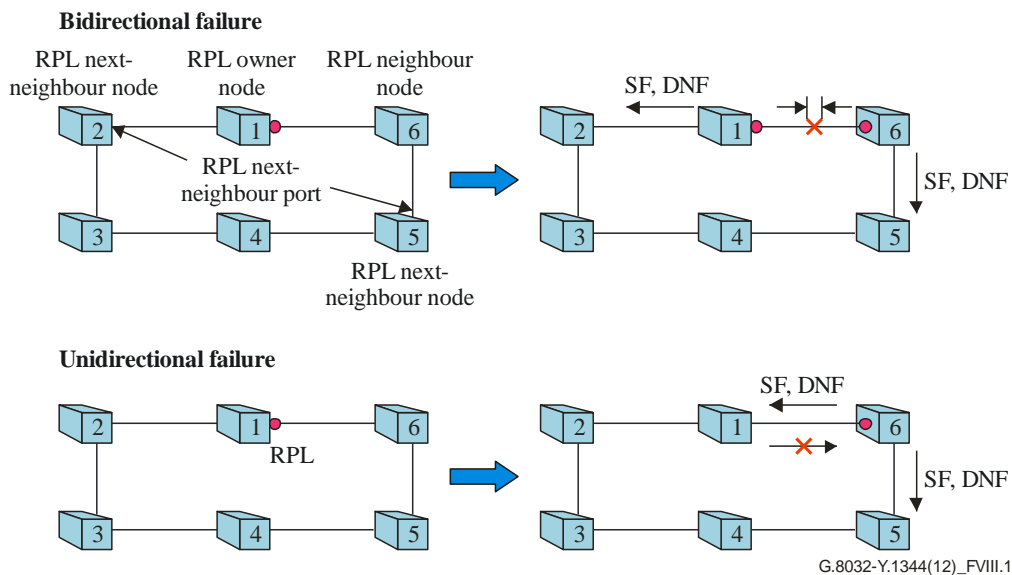 Bidirectional failure
RPL next-
neighbour node
RPL owner
node
RPL neighbour
node
2
1
6
RPL next-
neighbour port
3
4
5
RPL next-
neighbour node
SF, DNF
2
1
6
SF, DNF
3
4
5
Unidirectional failure
2
1
6
RPL
3
4
5
SF, DNF
2
1
6
SF, DNF
3
4
5
G.8032-Y.1344(12)_FVIII.1